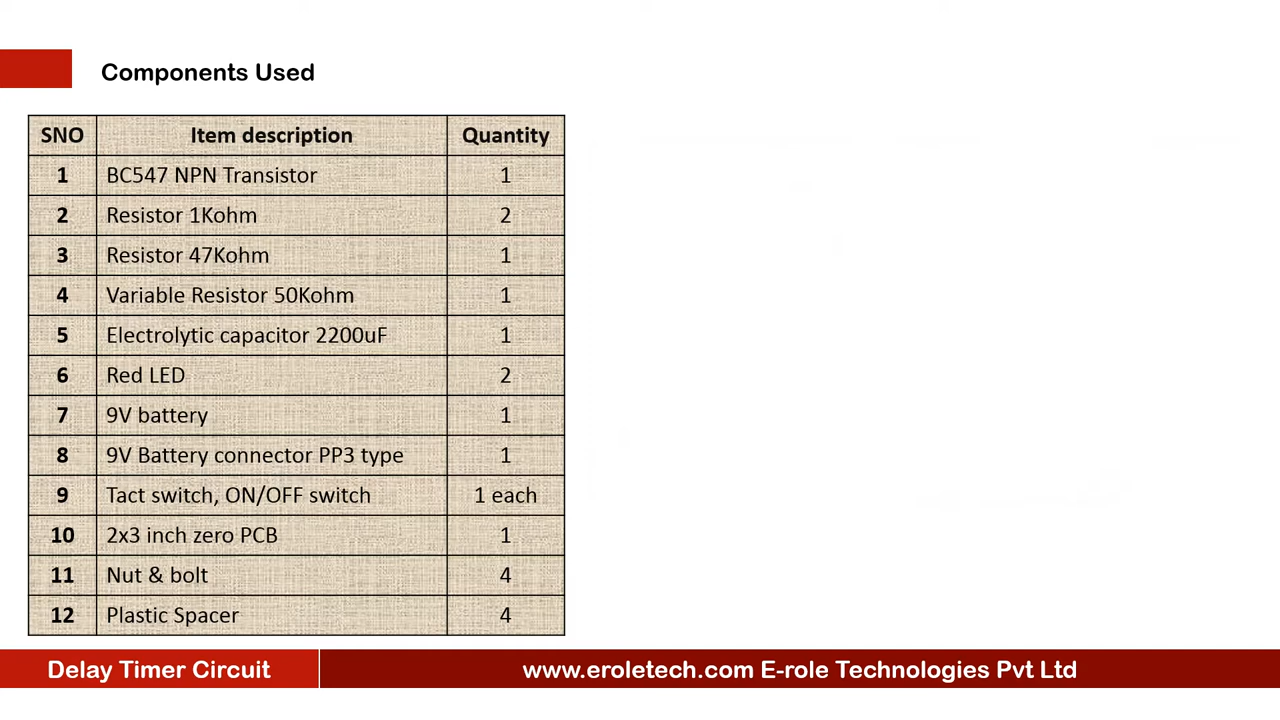 Components Used
SNO Item description Quantity
1 BC547 NPN Transistor 1
2 Resistor 1Kohm 2
3 Resistor 47Kohm 1
4 Variable Resistor 50Kohm 1
5 Electrolytic capacitor 2200uF 1
6 Red LED 2
7 9V battery 1
8 9V Battery connector PP3 type 1
9 Tact switch, ON/OFF switch 1 each
10 2x3 inch zero PCB 1
11 Nut & bolt 4
12 Plastic Spacer 4
Delay Timer Circuit www.eroletech.com E-role Technologies Pvt Ltd